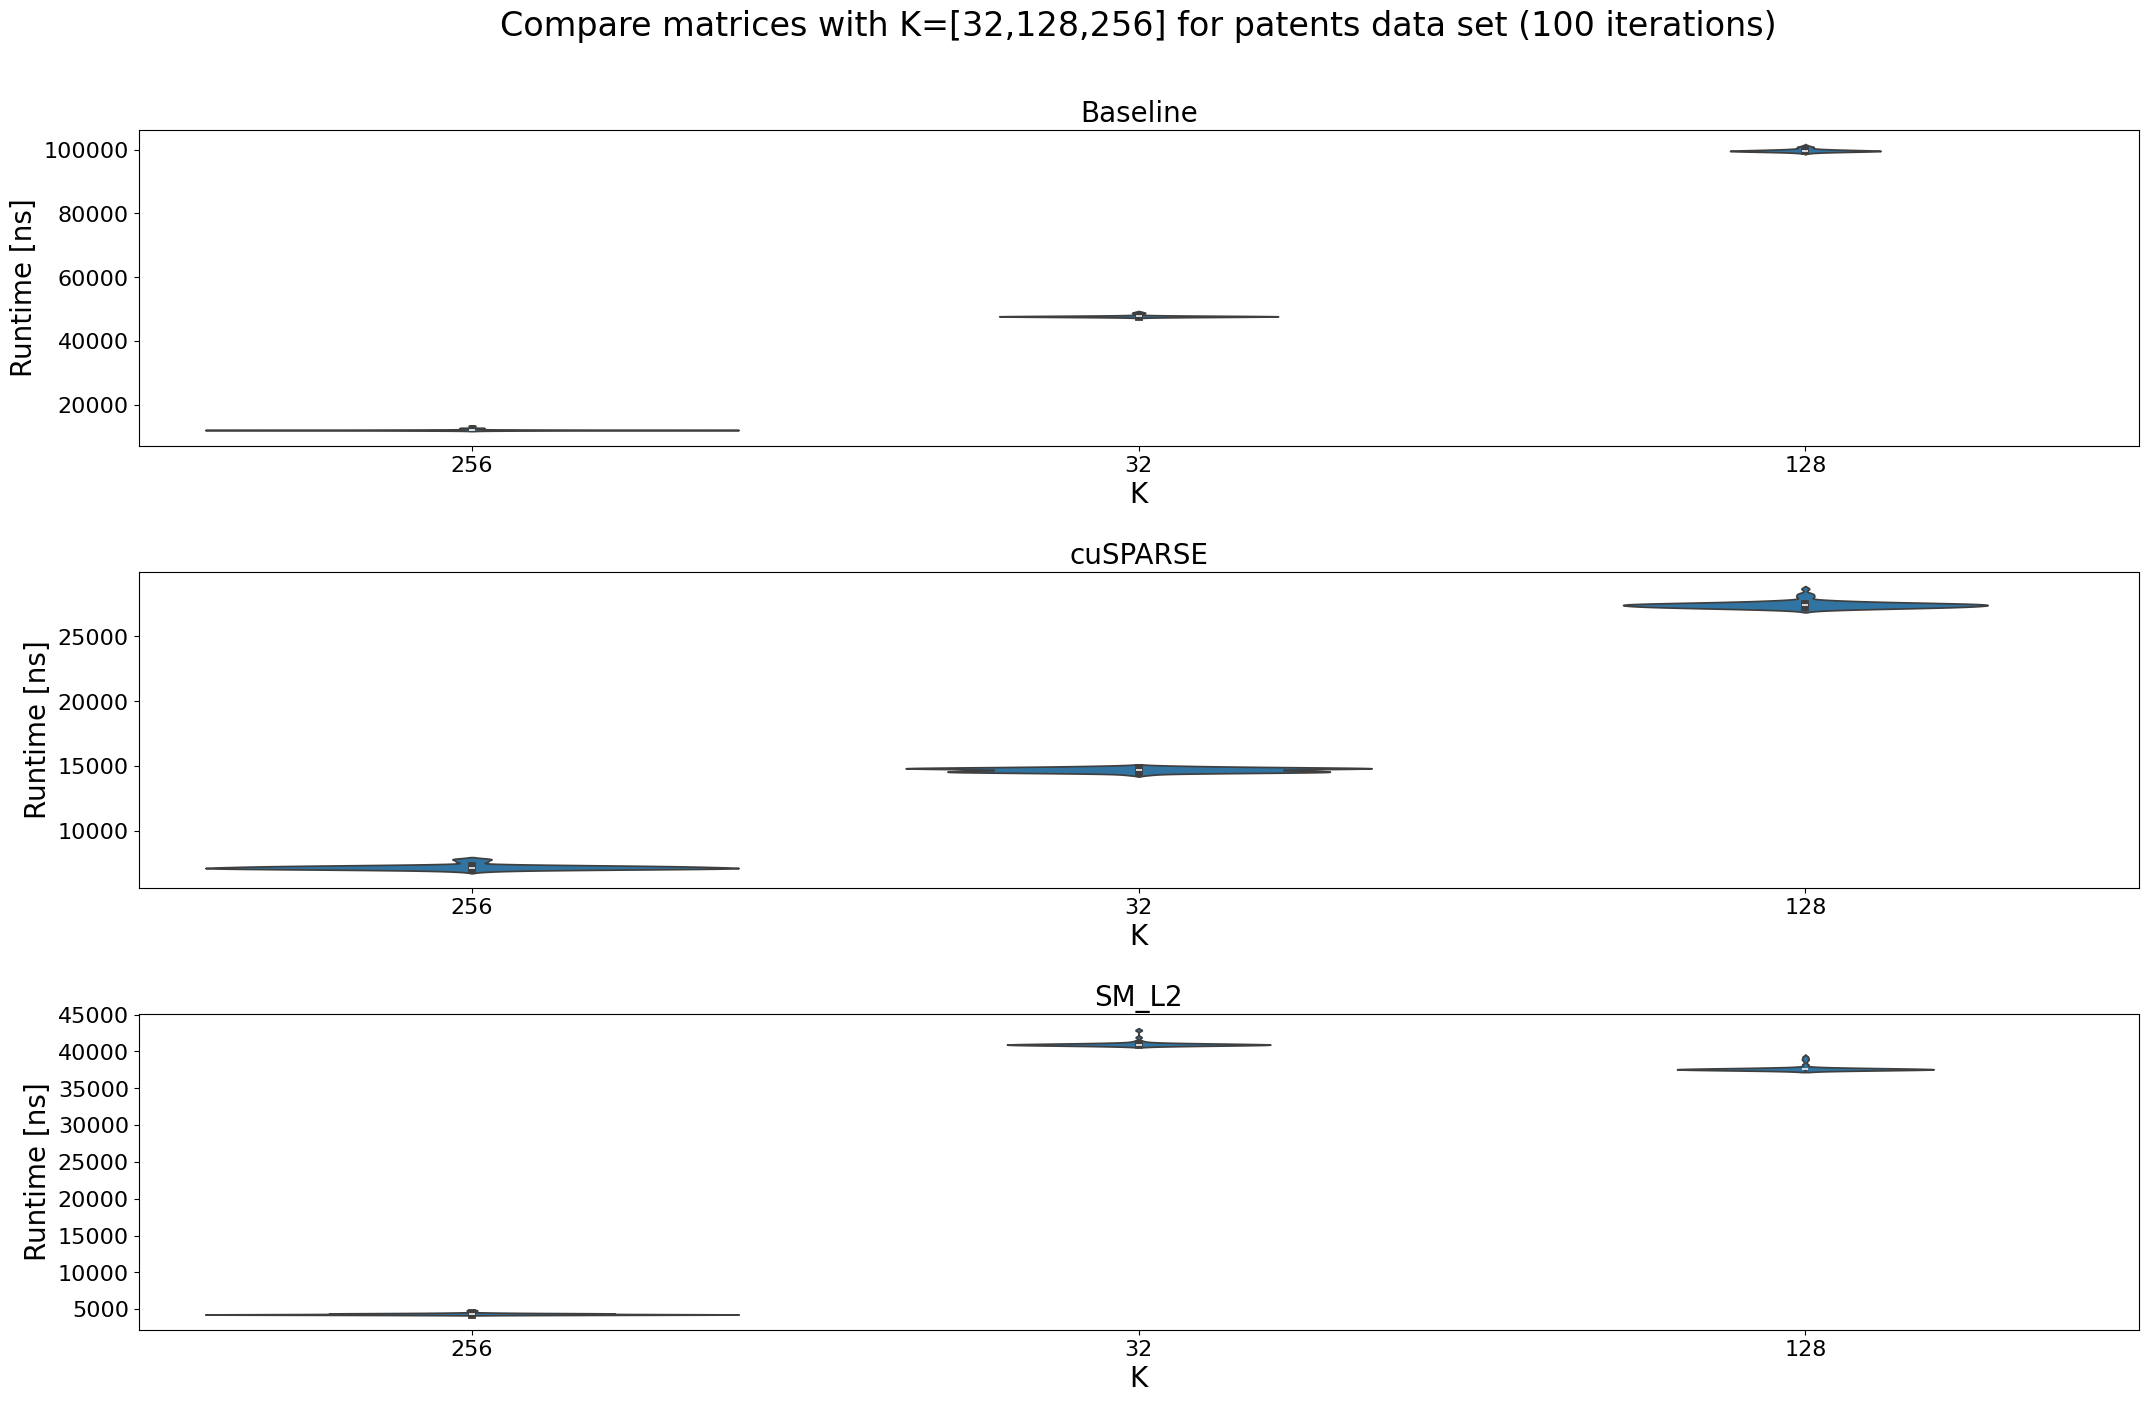 Compare matrices with K=[32,128,256] for patents data set (100 iterations)
Baseline
Runtime [ns]
100000
80000
60000
40000
20000
256 32 128
K
cuSPARSE
Runtime [ns]
25000
20000
15000
10000
256 32 128
K
SM_L2
Runtime [ns]
45000
40000
35000
30000
25000
20000
15000
10000
5000
256 32 128
K